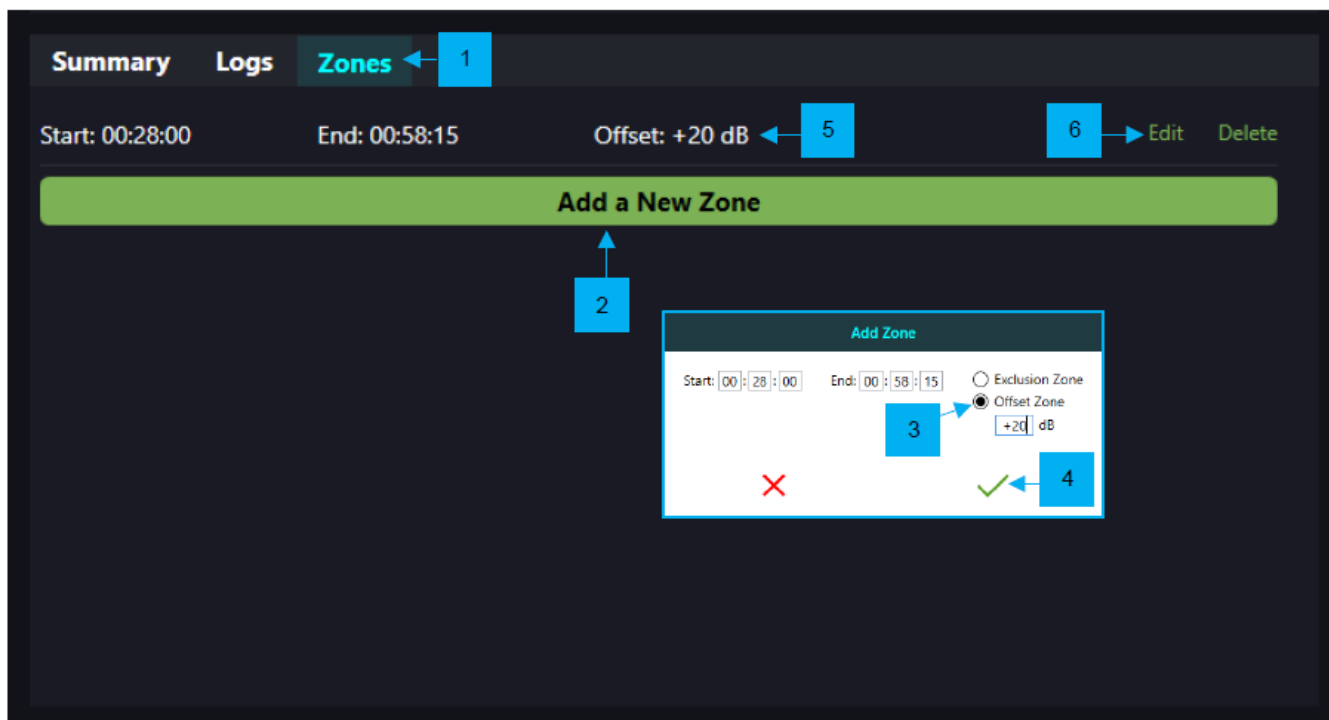 Summary Logs Zones 1
Start: 00:28:00 End: 00:58:15 Offset: +20 dB 5 6 Edit Delete
Add a New Zone
2
Add Zone
Start: 00 : 28 : 00 End: 00 : 58 : 15 Exclusion Zone
Offset Zone
3 +20 dB
4